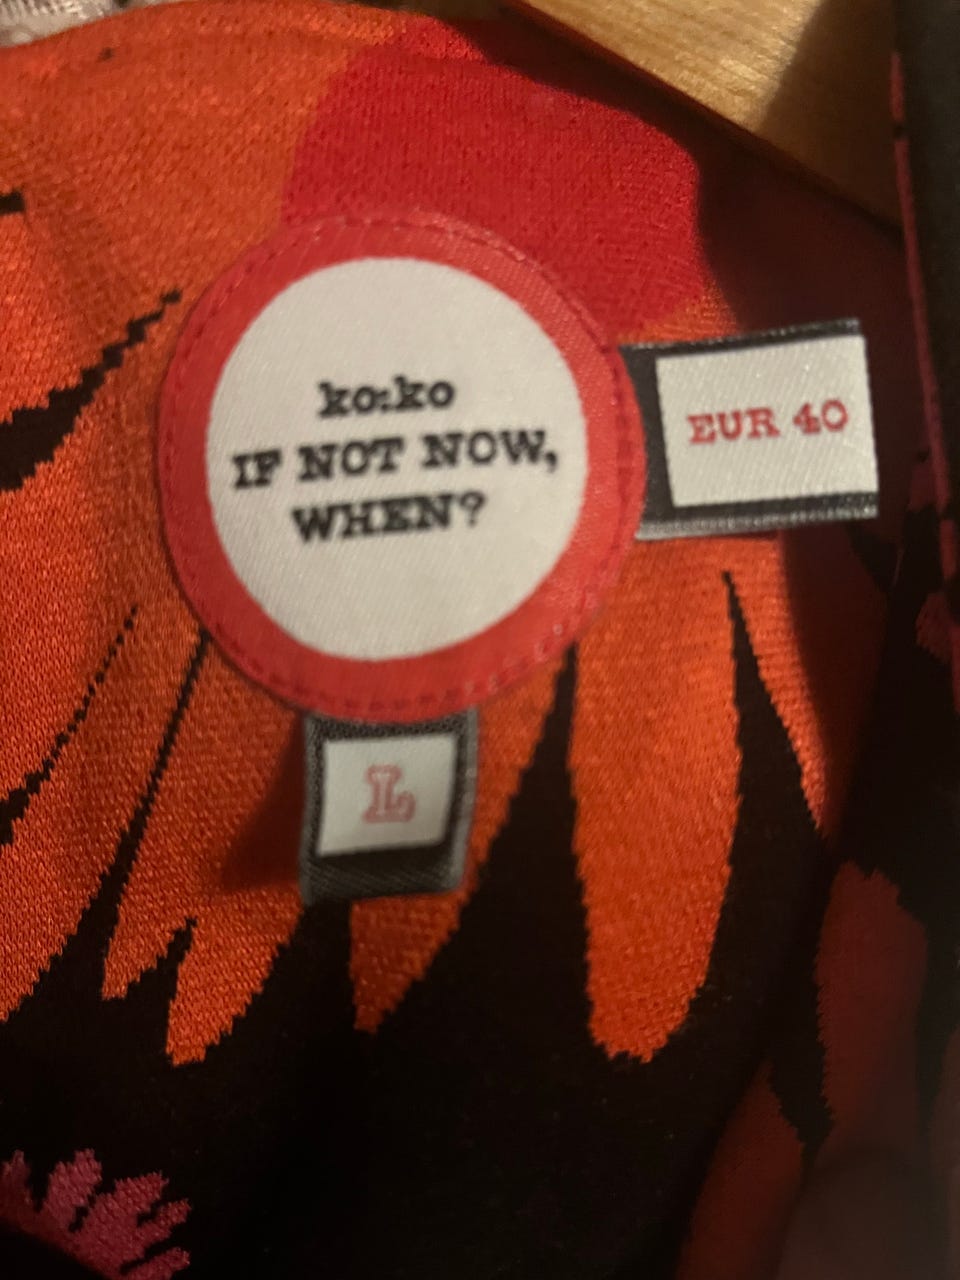 ko:ko
IF NOT NOW,
WHEN?
EUR 40
L